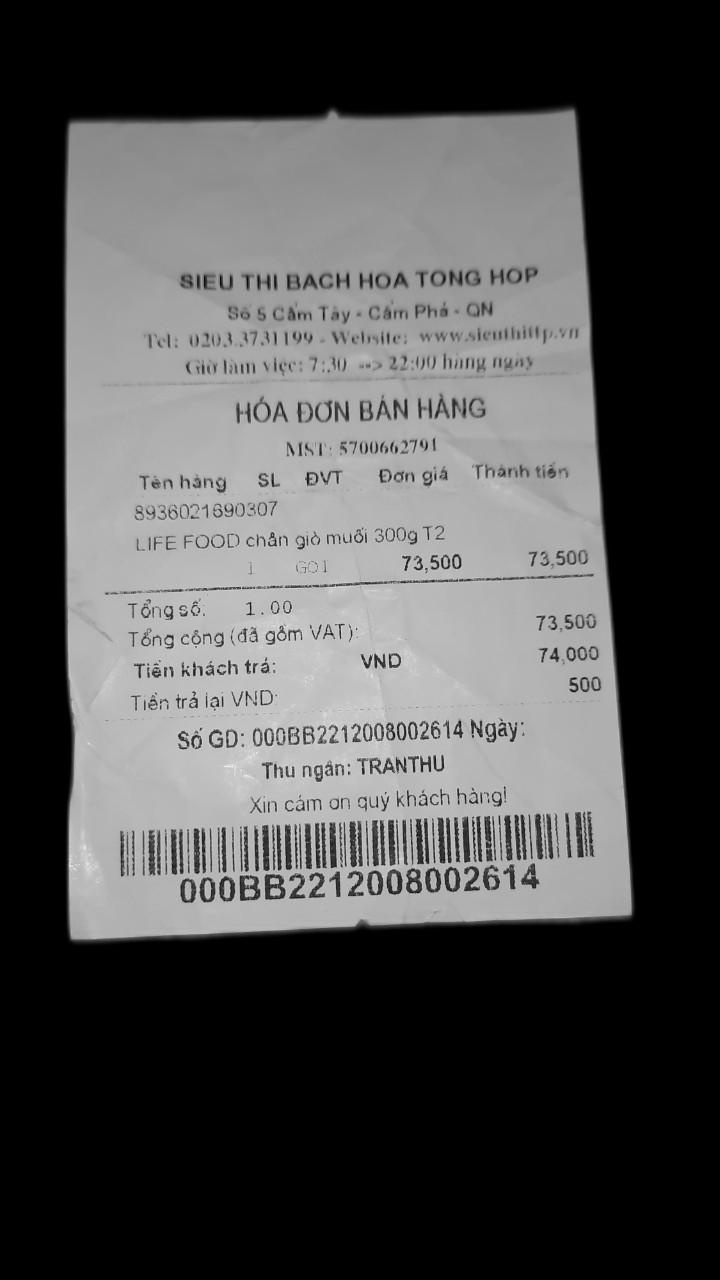 SIEU THI BACH HOA TONG HOP
Số 5 Cẩm Tây - Cẩm Phả - QN
Tel: 0203.3731199 - Website: www.sieuthittp.vn
Giờ làm việc: 7:30 --> 22:00 hàng ngày
HÓA ĐƠN BÁN HÀNG
MST: 5700662791
Tên hàng SL ĐVT Đơn giá Thành tiền
8936021690307
LIFE FOOD chân giò muối 300g T2
1 GOI 73,500 73,500
Tổng số: 1.00
Tổng cộng (đã gồm VAT): 73,500
Tiền khách trả: VND 74,000
Tiền trả lại VND: 500
Số GD: 000BB2212008002614 Ngày:
Thu ngân: TRANTHU
Xin cám ơn quý khách hàng!
000BB2212008002614